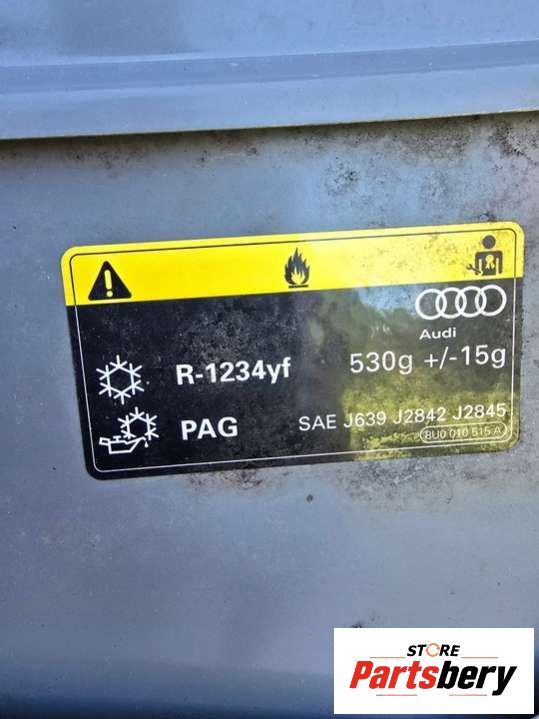 Audi
R-1234yf 530g +/-15g
PAG SAE J639 J2842 J2845
8U0 010 515 A
STORE
Partsbery